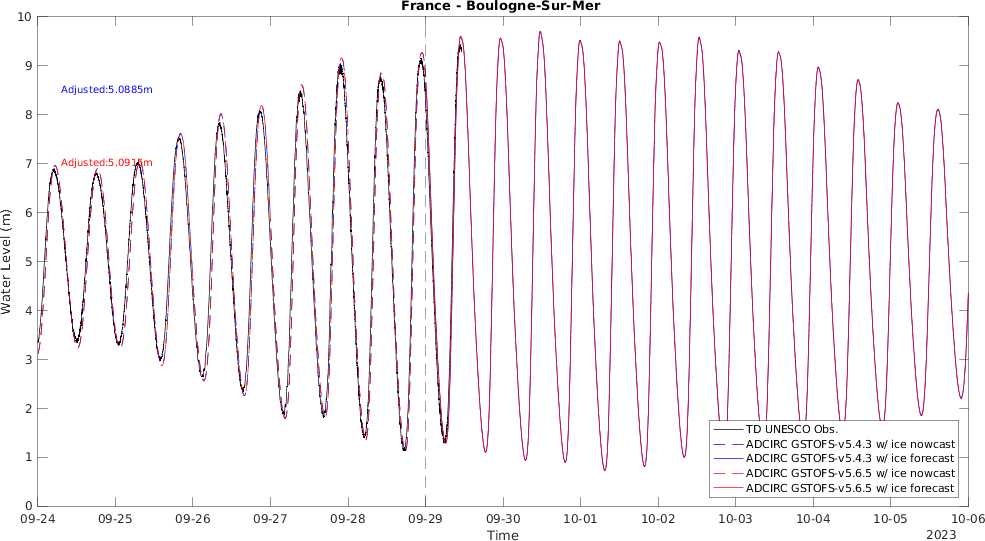 France - Boulogne-Sur-Mer
10
9
8
7
6
5
4
3
2
1
0
Water Level (m)
Adjusted:5.0885m
Adjusted:5.0915m
TD UNESCO Obs.
ADCIRC GSTOFS-v5.4.3 w/ ice nowcast
ADCIRC GSTOFS-v5.4.3 w/ ice forecast
ADCIRC GSTOFS-v5.6.5 w/ ice nowcast
ADCIRC GSTOFS-v5.6.5 w/ ice forecast
09-24 09-25 09-26 09-27 09-28 09-29 09-30 10-01 10-02 10-03 10-04 10-05 10-06
Time
2023